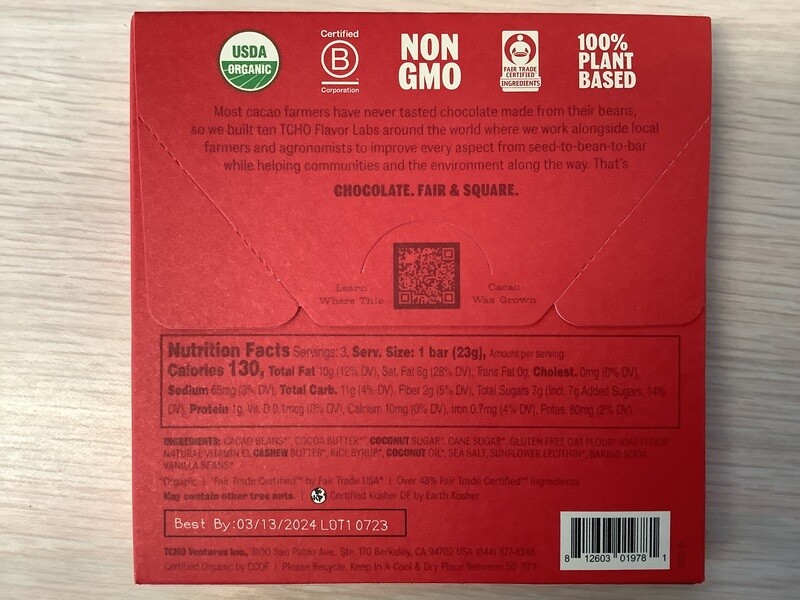 USDA
ORGANIC
Certified
B
Corporation
NON
GMO
FAIR TRADE
CERTIFIED
INGREDIENTS
100%
PLANT
BASED
Most cacao farmers have never tasted chocolate made from their beans,
so we built ten TCHO Flavor Labs around the world where we work alongside local
farmers and agronomists to improve every aspect from seed-to-bean-to-bar
while helping communities and the environment along the way. That's
CHOCOLATE. FAIR & SQUARE.
Learn
Where This
Cacao
Was Grown
Nutrition Facts Servings: 3, Serv. Size: 1 bar (23g), Amount per serving
Calories 130, Total Fat 10g (12% DV), Sat. Fat 6g (28% DV), Trans Fat 0g, Cholest. 0mg (0% DV),
Sodium 65mg (3% DV), Total Carb. 11g (4% DV), Fiber 2g (5% DV), Total Sugars 7g (Incl. 7g Added Sugars, 14%
DV), Protein 1g, Vit. D 0.1mcg (0% DV), Calcium 10mg (0% DV), Iron 0.7mg (4% DV), Potas. 80mg (2% DV)
INGREDIENTS: CACAO BEANS*, COCOA BUTTER*, COCONUT SUGAR*, CANE SUGAR*, GLUTEN FREE OAT FLOUR (OAT FLOUR*,
NATURAL VITAMIN E), CASHEW BUTTER*, RICE SYRUP*, COCONUT OIL*, SEA SALT, SUNFLOWER LECITHIN*, BAKING SODA,
VANILLA BEANS*
*Organic | Fair Trade Certified™ by Fair Trade USA® | Over 48% Fair Trade Certified™ Ingredients
May contain other tree nuts. | Certified Kosher DE by Earth Kosher
Best By:03/13/2024 LOT1 0723
TCHO Ventures Inc., 3100 San Pablo Ave. Ste. 170 Berkeley, CA 94702 USA (844) 877-8246
Certified Organic by CCOF | Please Recycle. Keep In A Cool & Dry Place Between 50-70°F
8 12603 01978 1